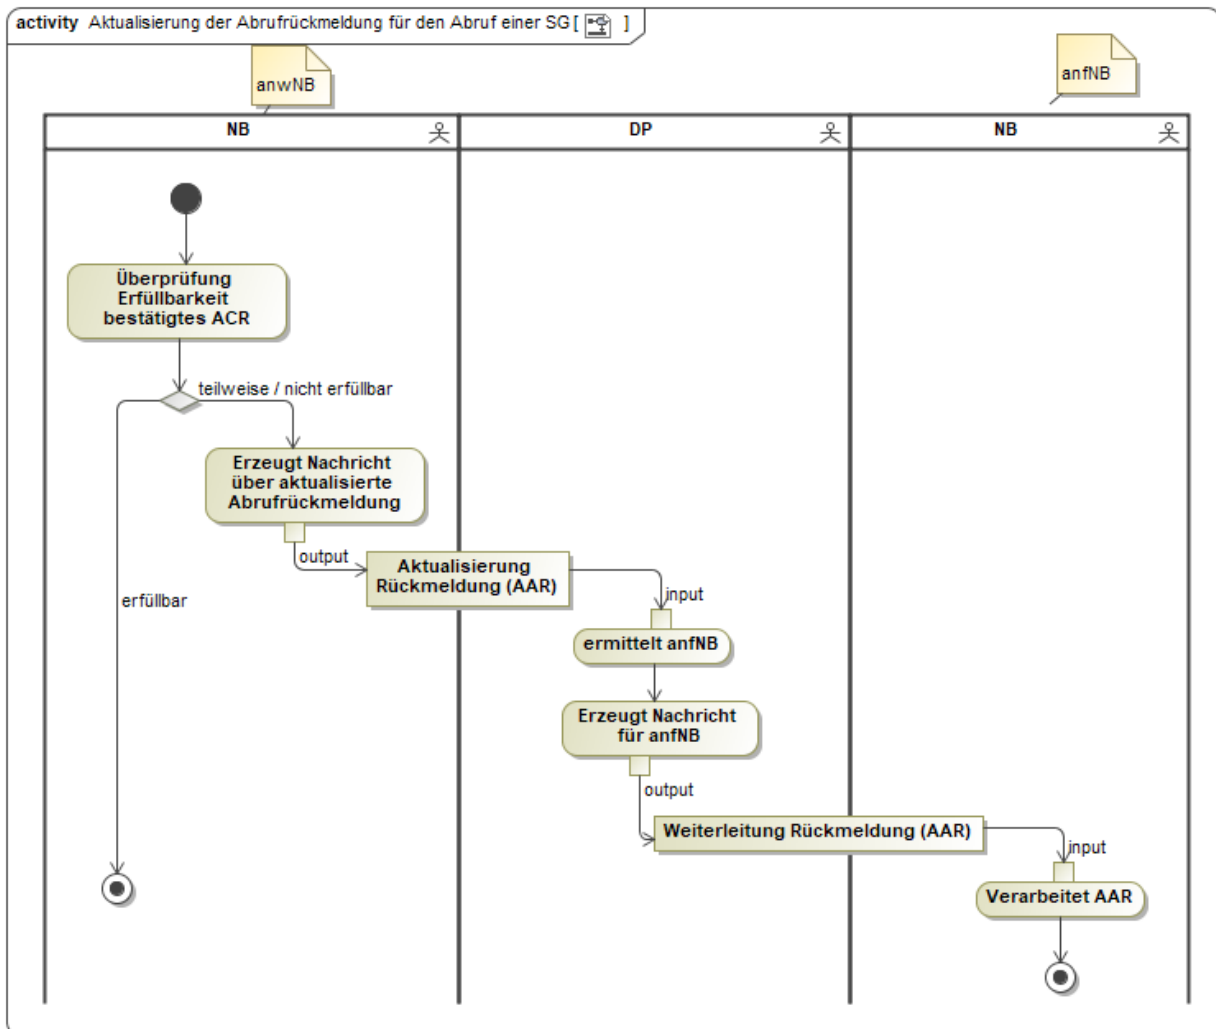 activity Aktualisierung der Abrufrückmeldung für den Abruf einer SG [ ]
anwNB
anfNB
NB
DP
NB
Überprüfung
Erfüllbarkeit
bestätigtes ACR
teilweise / nicht erfüllbar
Erzeugt Nachricht
über aktualisierte
Abrufrückmeldung
output
Aktualisierung
Rückmeldung (AAR)
input
erfüllbar
ermittelt anfNB
Erzeugt Nachricht
für anfNB
output
Weiterleitung Rückmeldung (AAR)
input
Verarbeitet AAR